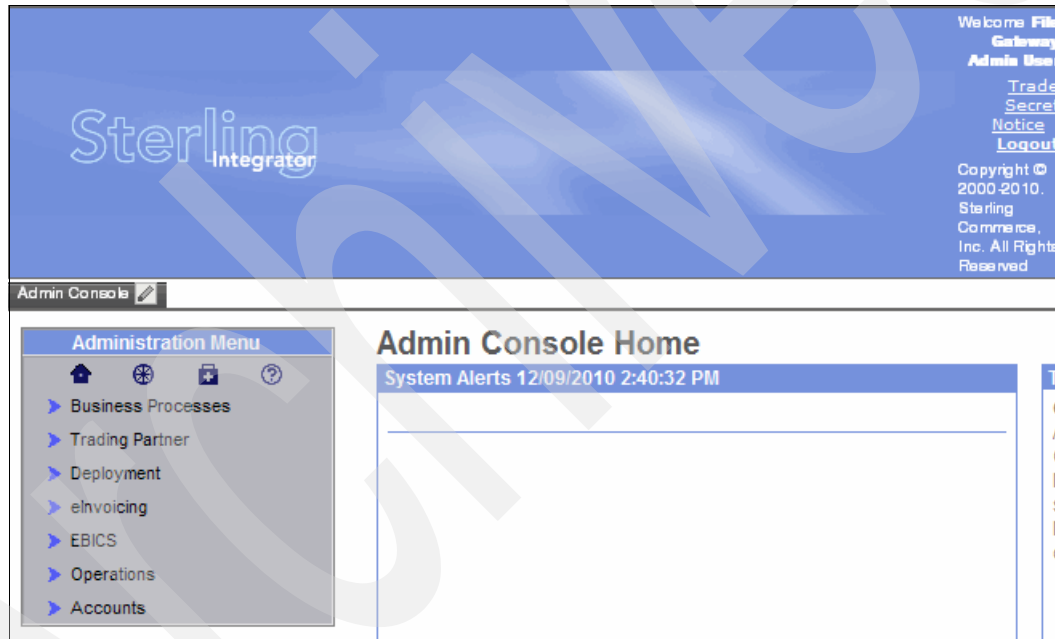 Welcome File
Gateway
Admin User
Trade
Secret
Notice
Logout
Sterling
Integrator
Copyright ©
2000-2010.
Sterling
Commerce,
Inc. All Rights
Reserved
Admin Console
Administration Menu
Admin Console Home
System Alerts 12/09/2010 2:40:32 PM
Business Processes
Trading Partner
Deployment
eInvoicing
EBICS
Operations
Accounts